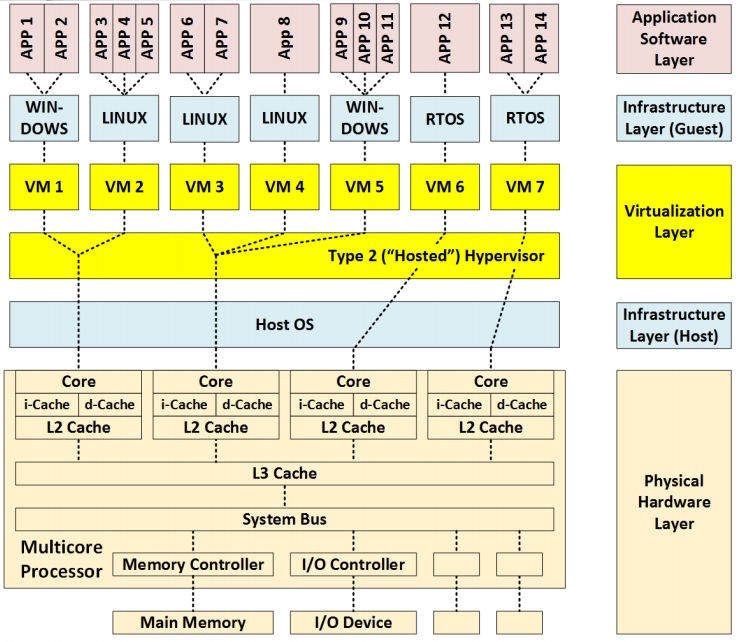 APP 1
APP 2
APP 3
APP 4
APP 5
APP 6
APP 7
App 8
APP 9
APP 10
APP 11
APP 12
APP 13
APP 14
Application
Software
Layer
WIN-
DOWS
LINUX
LINUX
LINUX
WIN-
DOWS
RTOS
RTOS
Infrastructure
Layer (Guest)
VM 1
VM 2
VM 3
VM 4
VM 5
VM 6
VM 7
Virtualization
Layer
Type 2 (“Hosted”) Hypervisor
Host OS
Infrastructure
Layer (Host)
Core
Core
Core
Core
i-Cache
d-Cache
i-Cache
d-Cache
i-Cache
d-Cache
i-Cache
d-Cache
L2 Cache
L2 Cache
L2 Cache
L2 Cache
L3 Cache
System Bus
Physical
Hardware
Layer
Multicore
Processor
Memory Controller
I/O Controller
Main Memory
I/O Device